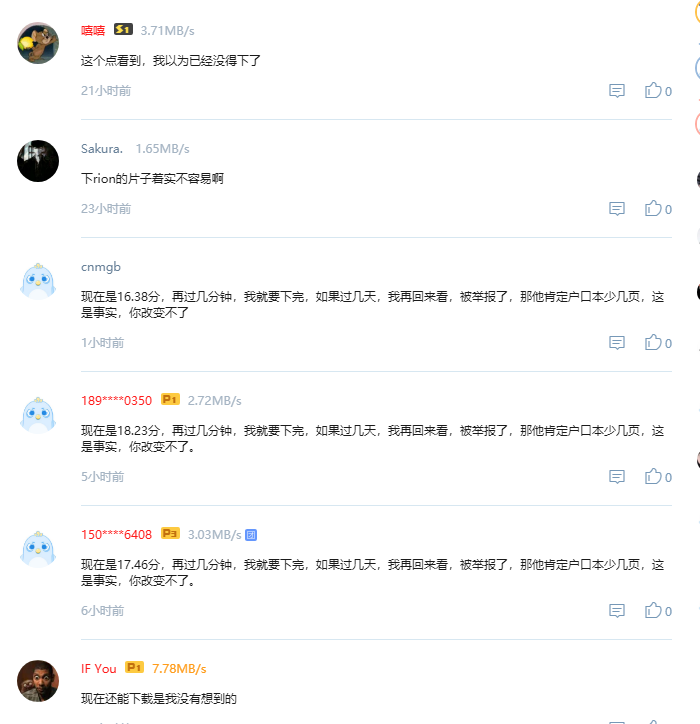 嘻嘻 S1 3.71MB/s
这个点看到，我以为已经没得下了
21小时前 0
Sakura. 1.65MB/s
下rion的片子着实不容易啊
23小时前 0
cnmgb
现在是16.38分，再过几分钟，我就要下完，如果过几天，我再回来看，被举报了，那他肯定户口本少几页，这
是事实，你改变不了
1小时前 0
189****0350 P1 2.72MB/s
现在是18.23分，再过几分钟，我就要下完，如果过几天，我再回来看，被举报了，那他肯定户口本少几页，这
是事实，你改变不了。
5小时前 0
150****6408 P3 3.03MB/s 团
现在是17.46分，再过几分钟，我就要下完，如果过几天，我再回来看，被举报了，那他肯定户口本少几页，这
是事实，你改变不了。
6小时前 0
IF You P1 7.78MB/s
现在还能下载是我没有想到的